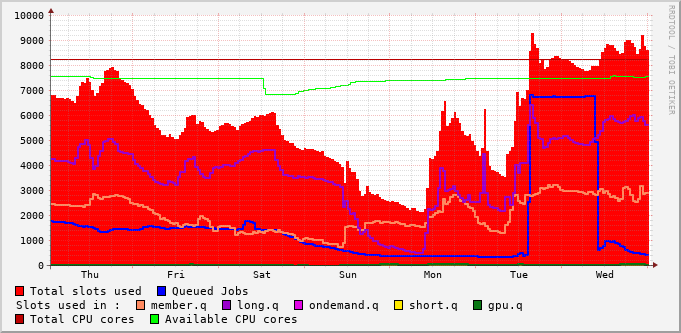 10000
9000
8000
7000
6000
5000
4000
3000
2000
1000
0
Thu Fri Sat Sun Mon Tue Wed
RRDTOOL / TOBI OETIKER
Total slots used Queued Jobs
Slots used in : member.q long.q ondemand.q short.q gpu.q
Total CPU cores Available CPU cores